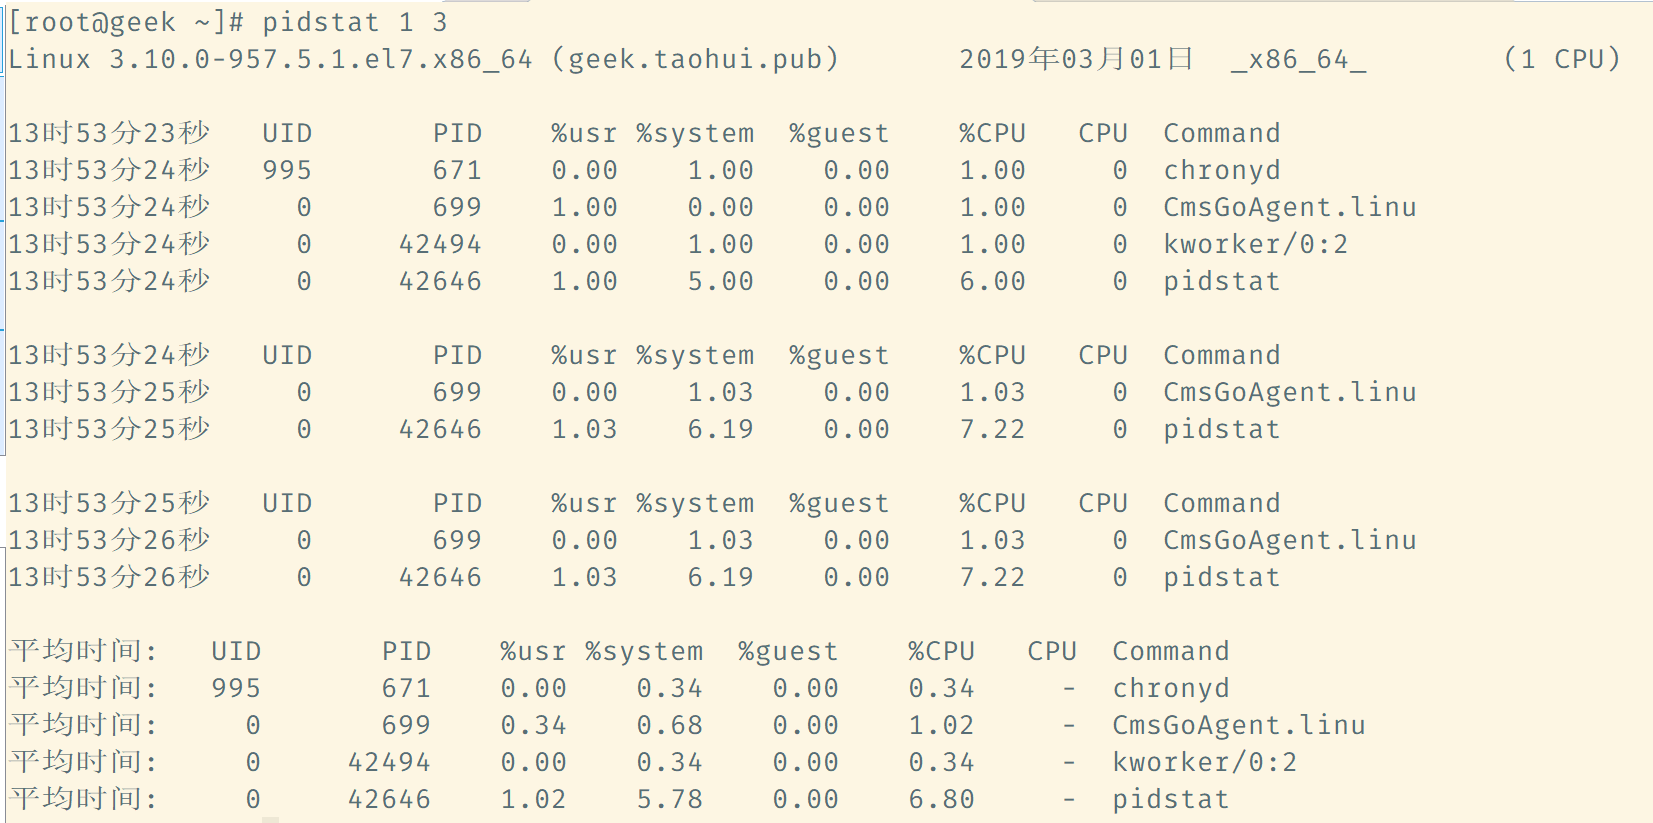 [root@geek ~]# pidstat 1 3
Linux 3.10.0-957.5.1.el7.x86_64 (geek.taohui.pub) 2019年03月01日 _x86_64_ (1 CPU)
13时53分23秒 UID PID %usr %system %guest %CPU CPU Command
13时53分24秒 995 671 0.00 1.00 0.00 1.00 0 chronyd
13时53分24秒 0 699 1.00 0.00 0.00 1.00 0 CmsGoAgent.linu
13时53分24秒 0 42494 0.00 1.00 0.00 1.00 0 kworker/0:2
13时53分24秒 0 42646 1.00 5.00 0.00 6.00 0 pidstat
13时53分24秒 UID PID %usr %system %guest %CPU CPU Command
13时53分25秒 0 699 0.00 1.03 0.00 1.03 0 CmsGoAgent.linu
13时53分25秒 0 42646 1.03 6.19 0.00 7.22 0 pidstat
13时53分25秒 UID PID %usr %system %guest %CPU CPU Command
13时53分26秒 0 699 0.00 1.03 0.00 1.03 0 CmsGoAgent.linu
13时53分26秒 0 42646 1.03 6.19 0.00 7.22 0 pidstat
平均时间: UID PID %usr %system %guest %CPU CPU Command
平均时间: 995 671 0.00 0.34 0.00 0.34 - chronyd
平均时间: 0 699 0.34 0.68 0.00 1.02 - CmsGoAgent.linu
平均时间: 0 42494 0.00 0.34 0.00 0.34 - kworker/0:2
平均时间: 0 42646 1.02 5.78 0.00 6.80 - pidstat